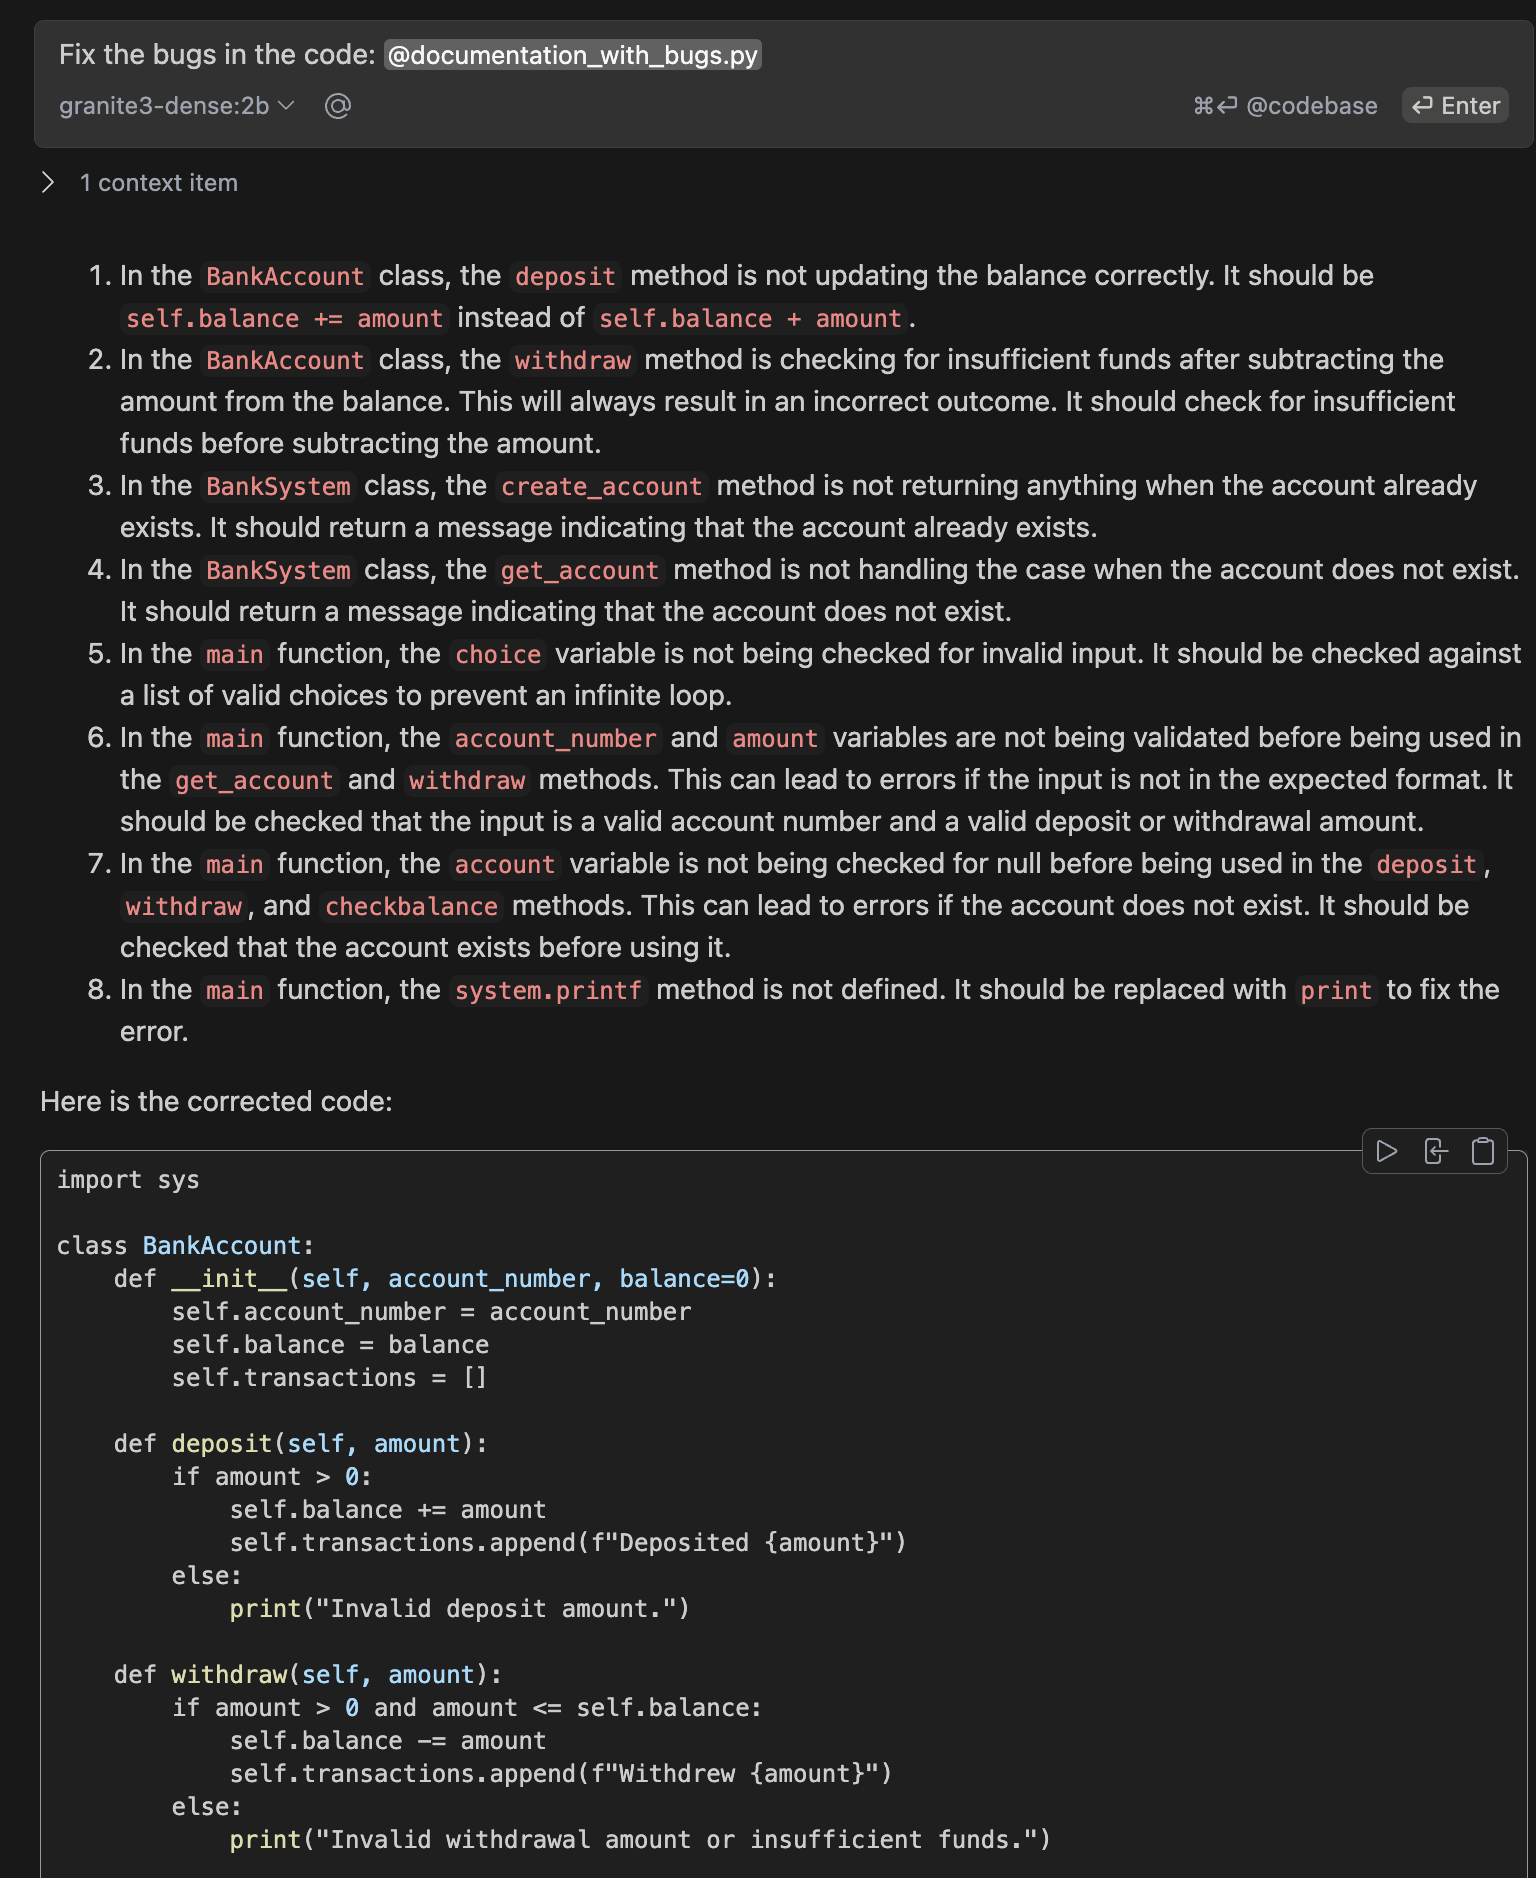 Fix the bugs in the code: @documentation_with_bugs.py
granite3-dense:2b @ ⌘⏎ @codebase ⏎ Enter
1 context item
1. In the BankAccount class, the deposit method is not updating the balance correctly. It should be
self.balance += amount instead of self.balance + amount.
2. In the BankAccount class, the withdraw method is checking for insufficient funds after subtracting the
amount from the balance. This will always result in an incorrect outcome. It should check for insufficient
funds before subtracting the amount.
3. In the BankSystem class, the create_account method is not returning anything when the account already
exists. It should return a message indicating that the account already exists.
4. In the BankSystem class, the get_account method is not handling the case when the account does not exist.
It should return a message indicating that the account does not exist.
5. In the main function, the choice variable is not being checked for invalid input. It should be checked against
a list of valid choices to prevent an infinite loop.
6. In the main function, the account_number and amount variables are not being validated before being used in
the get_account and withdraw methods. This can lead to errors if the input is not in the expected format. It
should be checked that the input is a valid account number and a valid deposit or withdrawal amount.
7. In the main function, the account variable is not being checked for null before being used in the deposit,
withdraw, and checkbalance methods. This can lead to errors if the account does not exist. It should be
checked that the account exists before using it.
8. In the main function, the system.printf method is not defined. It should be replaced with print to fix the
error.
Here is the corrected code:
import sys
class BankAccount:
    def __init__(self, account_number, balance=0):
        self.account_number = account_number
        self.balance = balance
        self.transactions = []
    def deposit(self, amount):
        if amount > 0:
            self.balance += amount
            self.transactions.append(f"Deposited {amount}")
        else:
            print("Invalid deposit amount.")
    def withdraw(self, amount):
        if amount > 0 and amount <= self.balance:
            self.balance -= amount
            self.transactions.append(f"Withdrew {amount}")
        else:
            print("Invalid withdrawal amount or insufficient funds.")